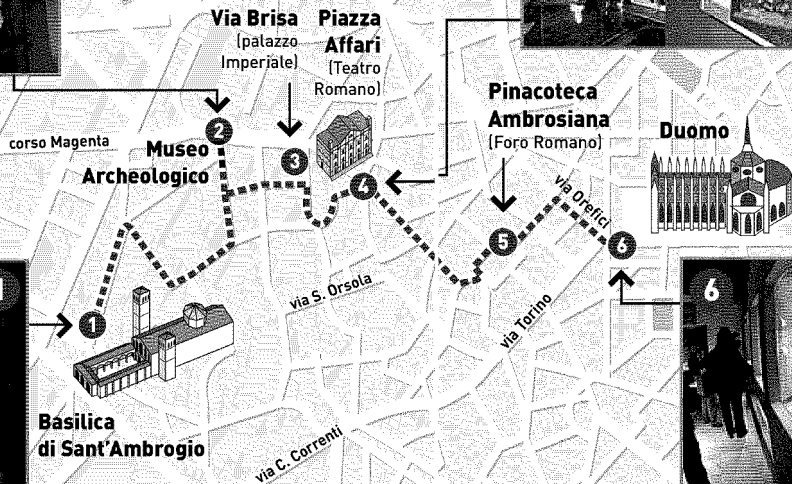 Via Brisa
(palazzo
Imperiale)
Piazza
Affari
(Teatro
Romano)
Pinacoteca
Ambrosiana
(Foro Romano)
Duomo
corso Magenta
2
Museo
Archeologico
3
4
via Orefici
5
6
via S. Orsola
1
via Torino
6
Basilica
di Sant'Ambrogio
via C. Correnti